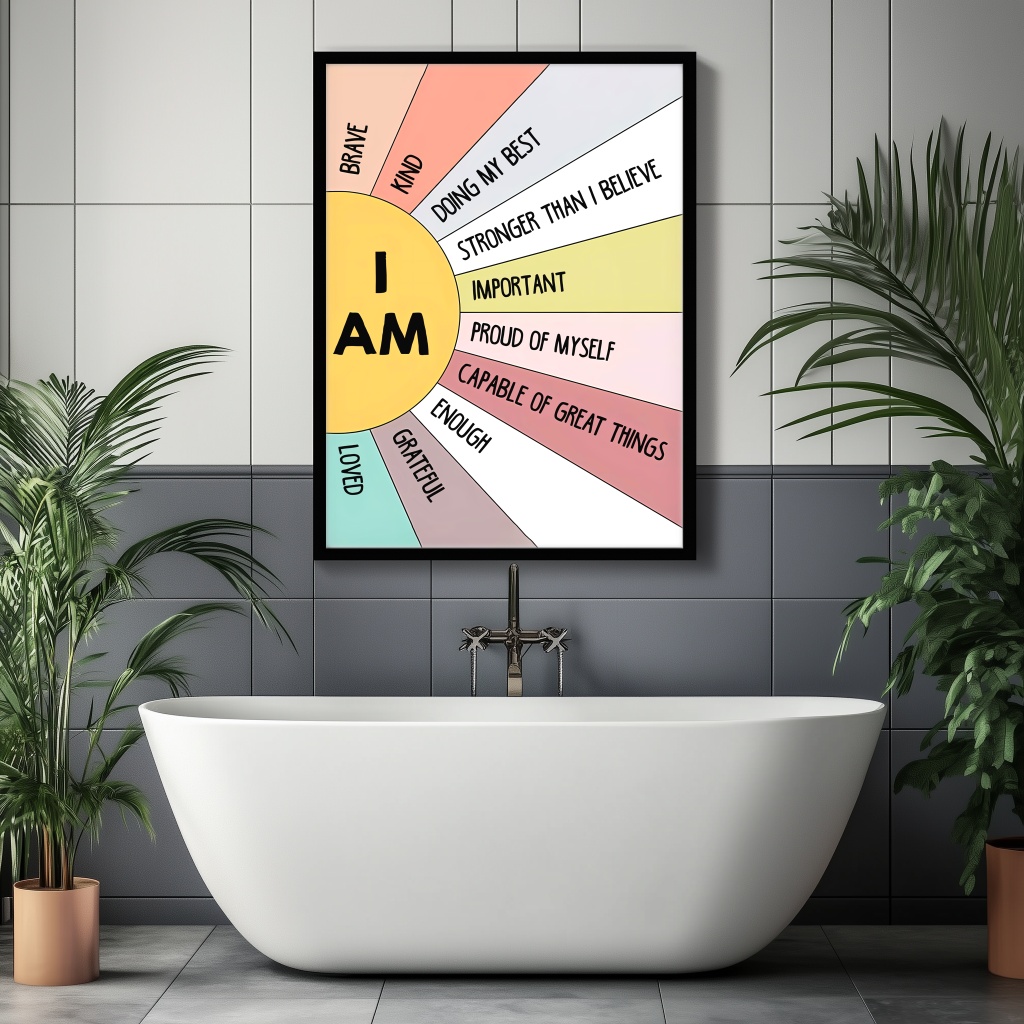 I
AM
BRAVE
KIND
DOING MY BEST
STRONGER THAN I BELIEVE
IMPORTANT
PROUD OF MYSELF
CAPABLE OF GREAT THINGS
ENOUGH
GRATEFUL
LOVED